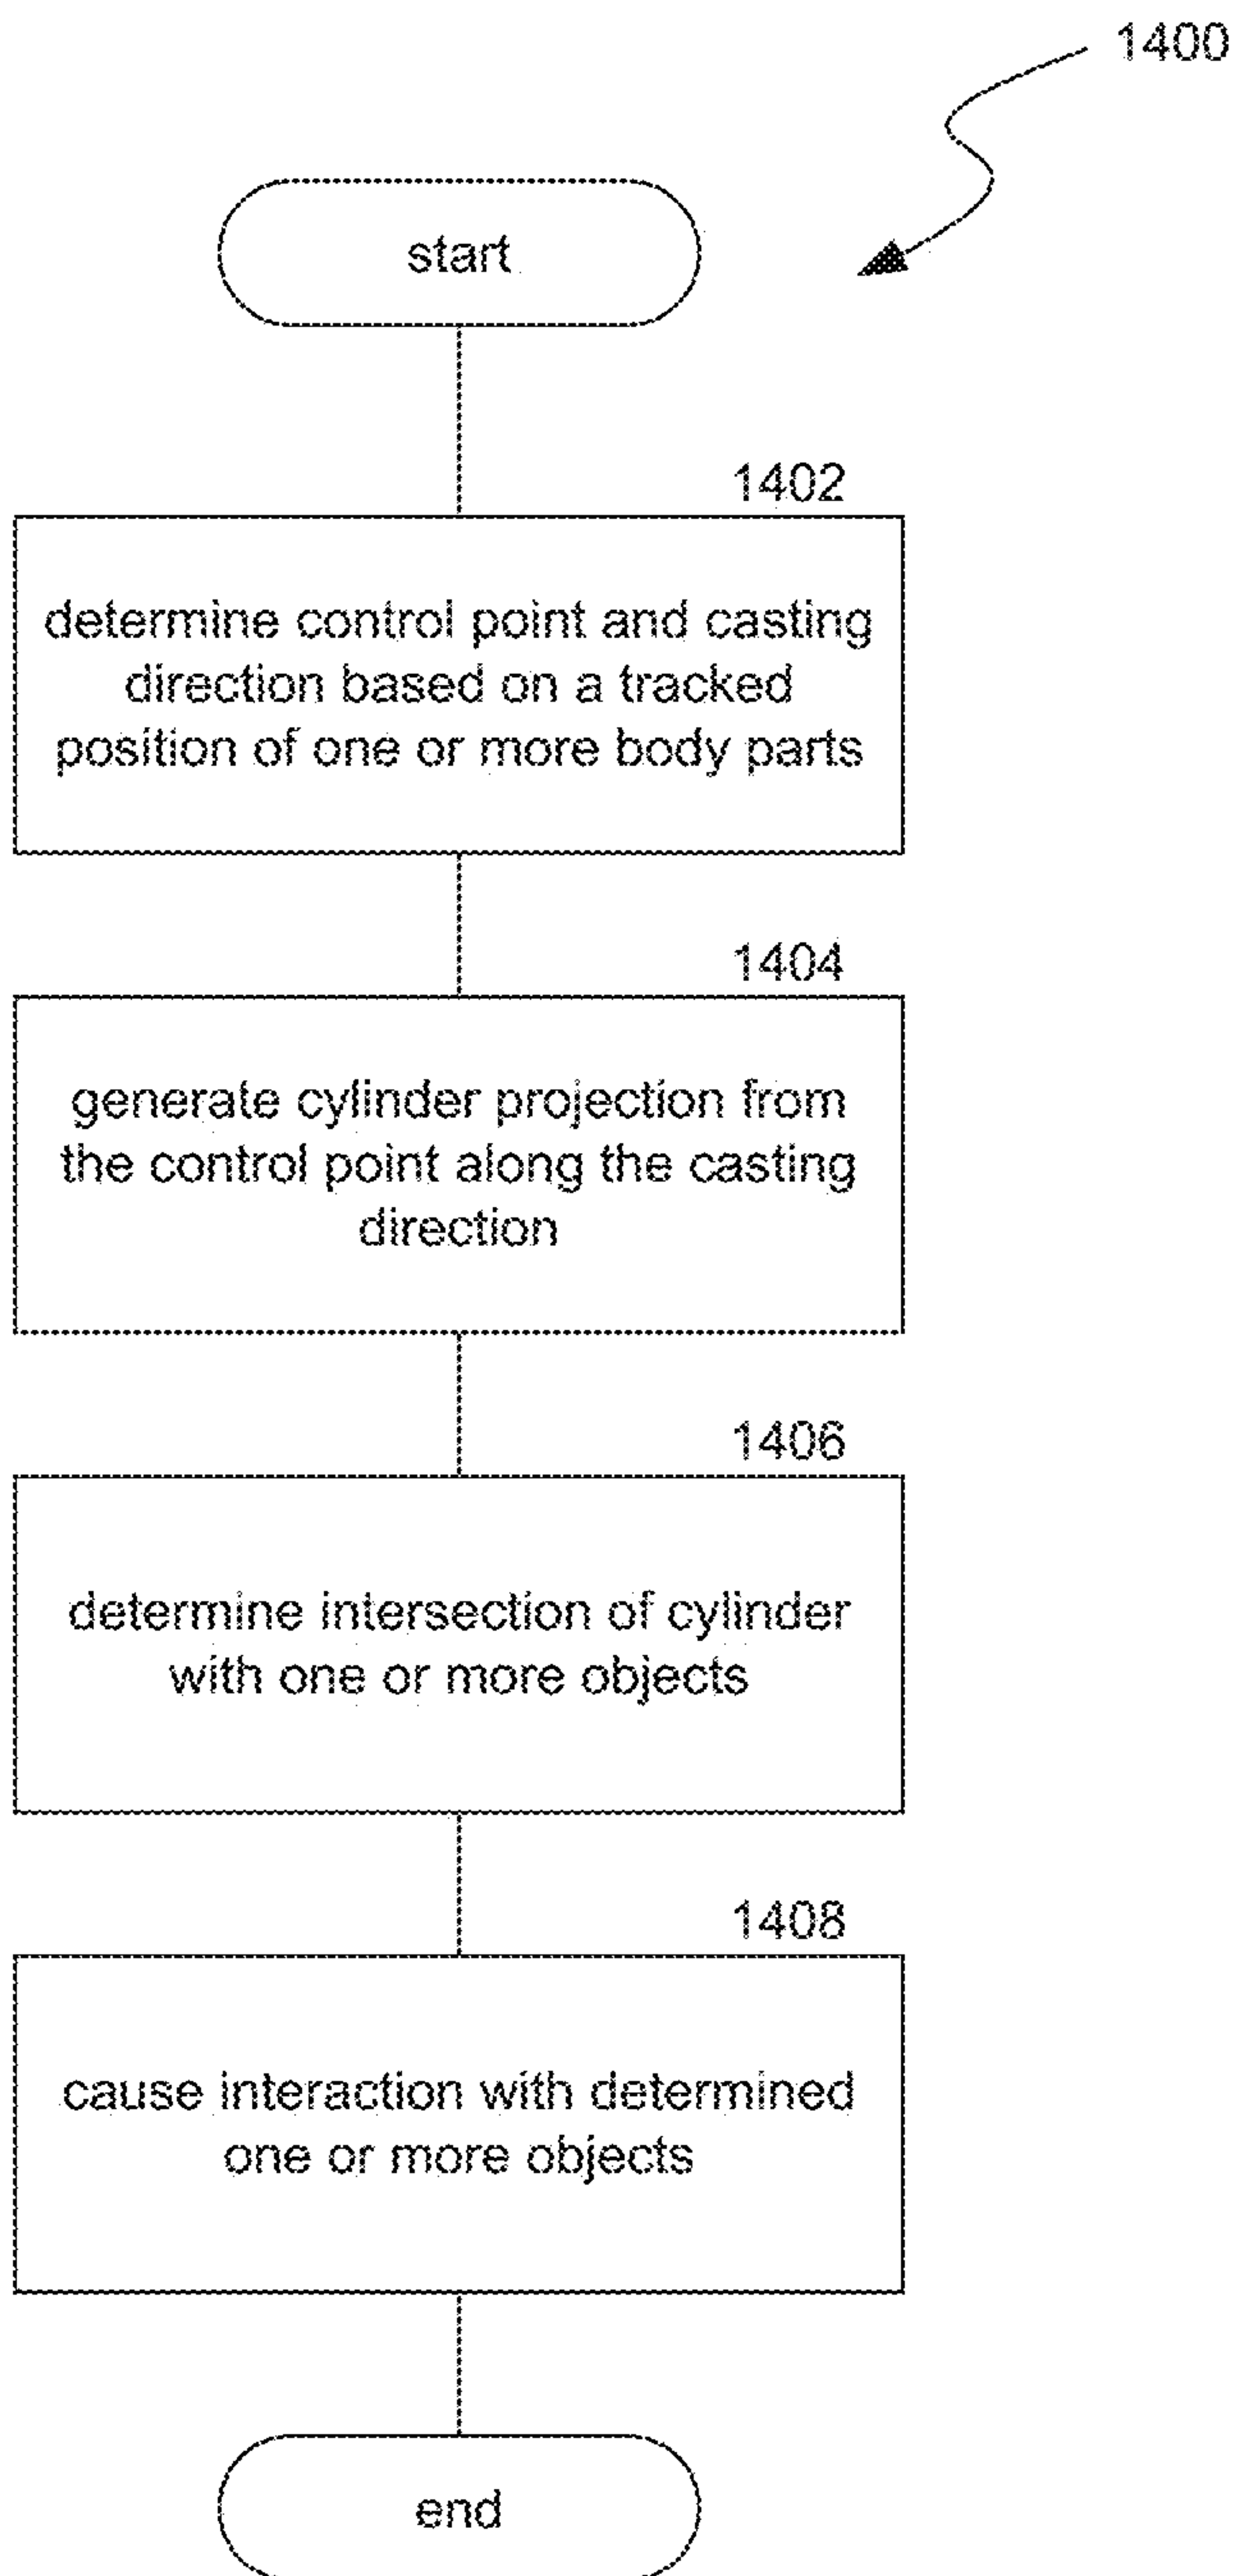 1400
start
1402
determine control point and casting
direction based on a tracked
position of one or more body parts
1404
generate cylinder projection from
the control point along the casting
direction
1406
determine intersection of cylinder
with one or more objects
1408
cause interaction with determined
one or more objects
end